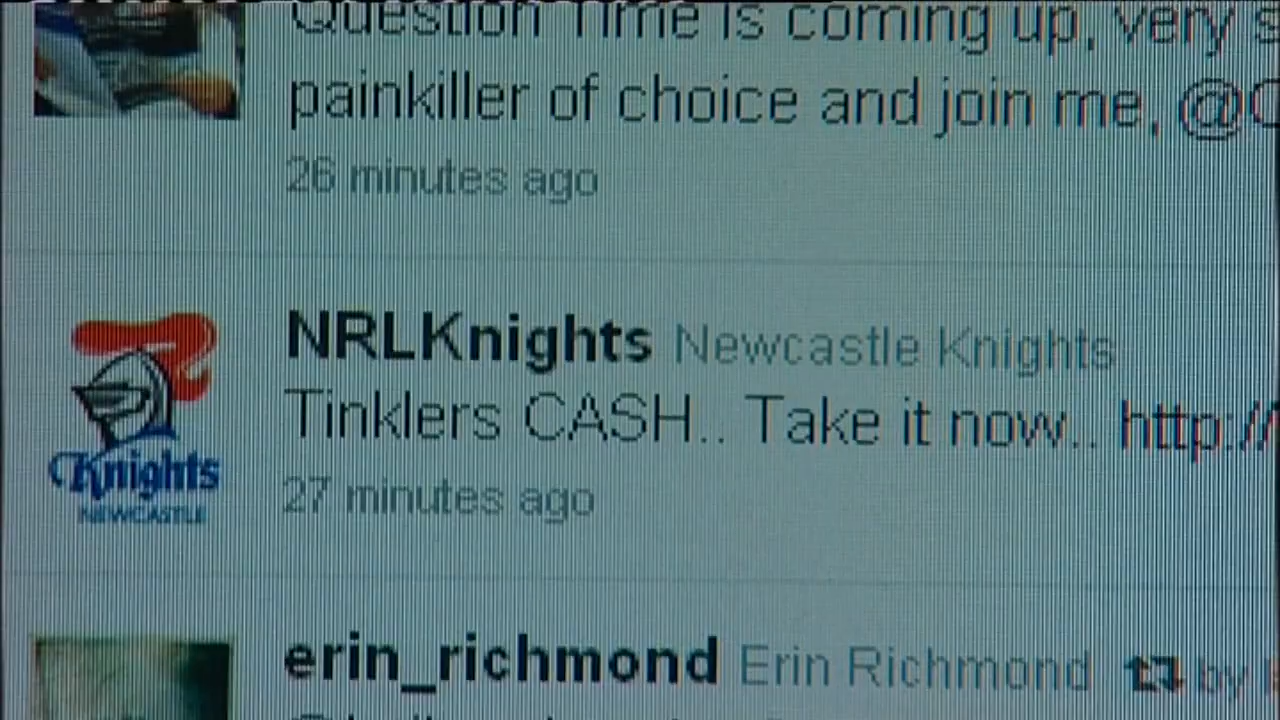 Question Time is coming up, very s
painkiller of choice and join me, @C
26 minutes ago
NRLKnights Newcastle Knights
Tinklers CASH.. Take it now.. http://
Knights
NEWCASTLE
27 minutes ago
erin_richmond Erin Richmond by